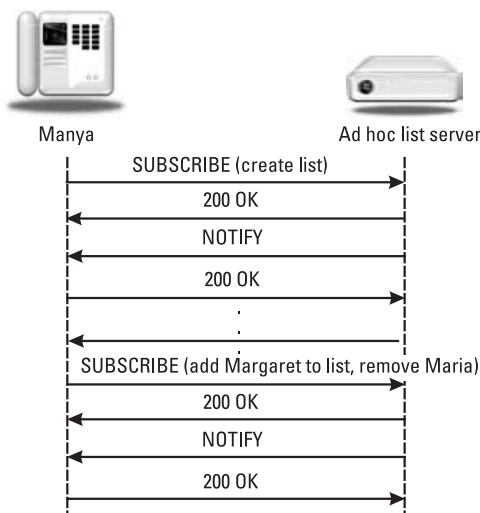 Manya
Ad hoc list server
SUBSCRIBE (create list)
200 OK
NOTIFY
200 OK
SUBSCRIBE (add Margaret to list, remove Maria)
200 OK
NOTIFY
200 OK